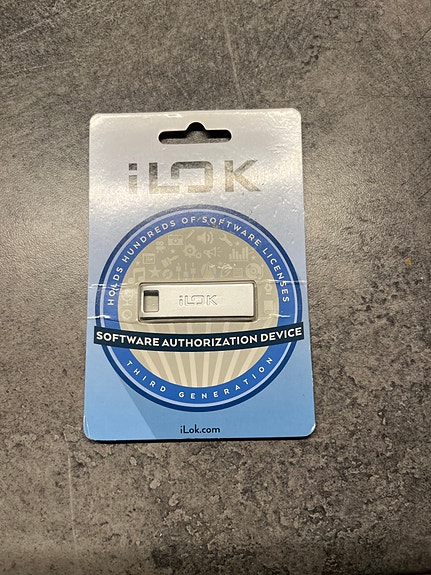 iLOK
HOLDS HUNDREDS OF SOFTWARE LICENSES
iLOK
SOFTWARE AUTHORIZATION DEVICE
THIRD GENERATION
iLok.com